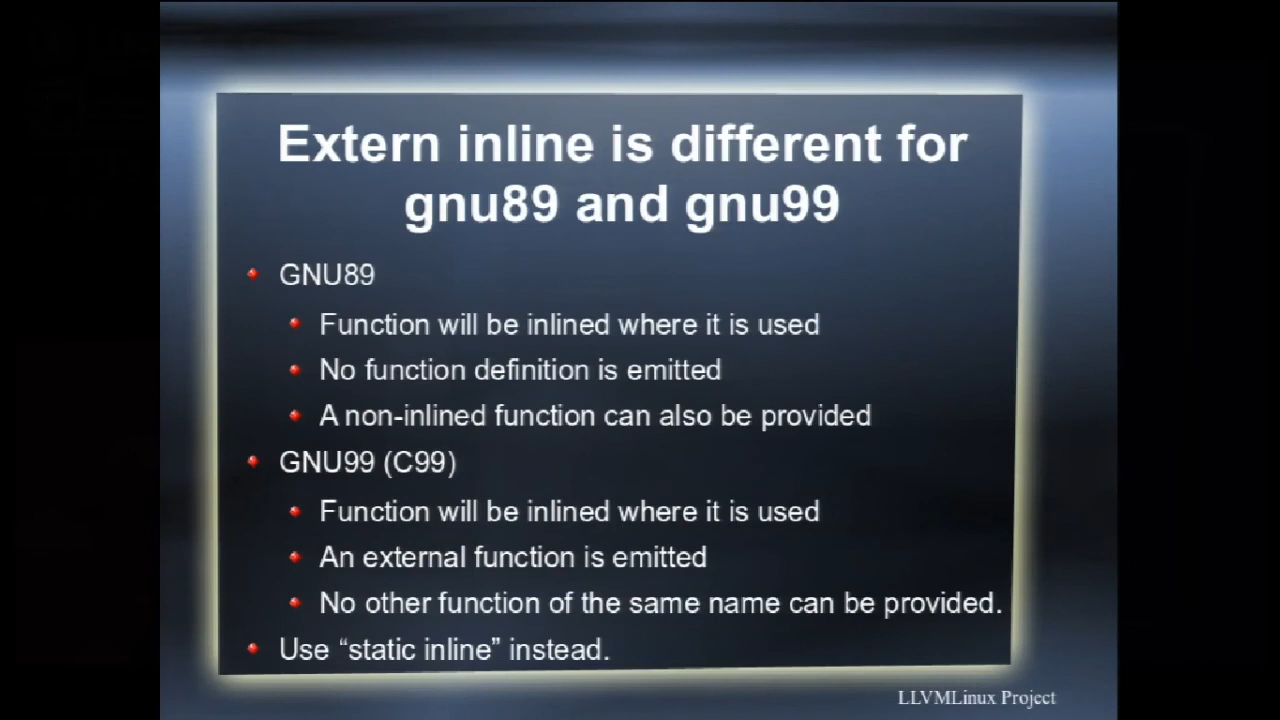 Extern inline is different for
gnu89 and gnu99
GNU89
Function will be inlined where it is used
No function definition is emitted
A non-inlined function can also be provided
GNU99 (C99)
Function will be inlined where it is used
An external function is emitted
No other function of the same name can be provided.
Use “static inline” instead.
LLVMLinux Project